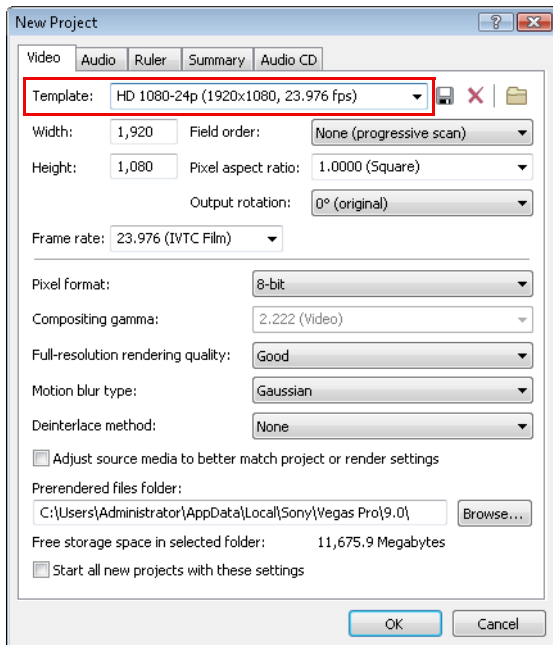 New Project
Video Audio Ruler Summary Audio CD
Template: HD 1080-24p (1920x1080, 23.976 fps)
Width: 1,920 Field order: None (progressive scan)
Height: 1,080 Pixel aspect ratio: 1.0000 (Square)
Output rotation: 0° (original)
Frame rate: 23.976 (IVTC Film)
Pixel format: 8-bit
Compositing gamma: 2.222 (Video)
Full-resolution rendering quality: Good
Motion blur type: Gaussian
Deinterlace method: None
Adjust source media to better match project or render settings
Prerendered files folder:
C:\Users\Administrator\AppData\Local\Sony\Vegas Pro\9.0\ Browse...
Free storage space in selected folder: 11,675.9 Megabytes
Start all new projects with these settings
OK Cancel